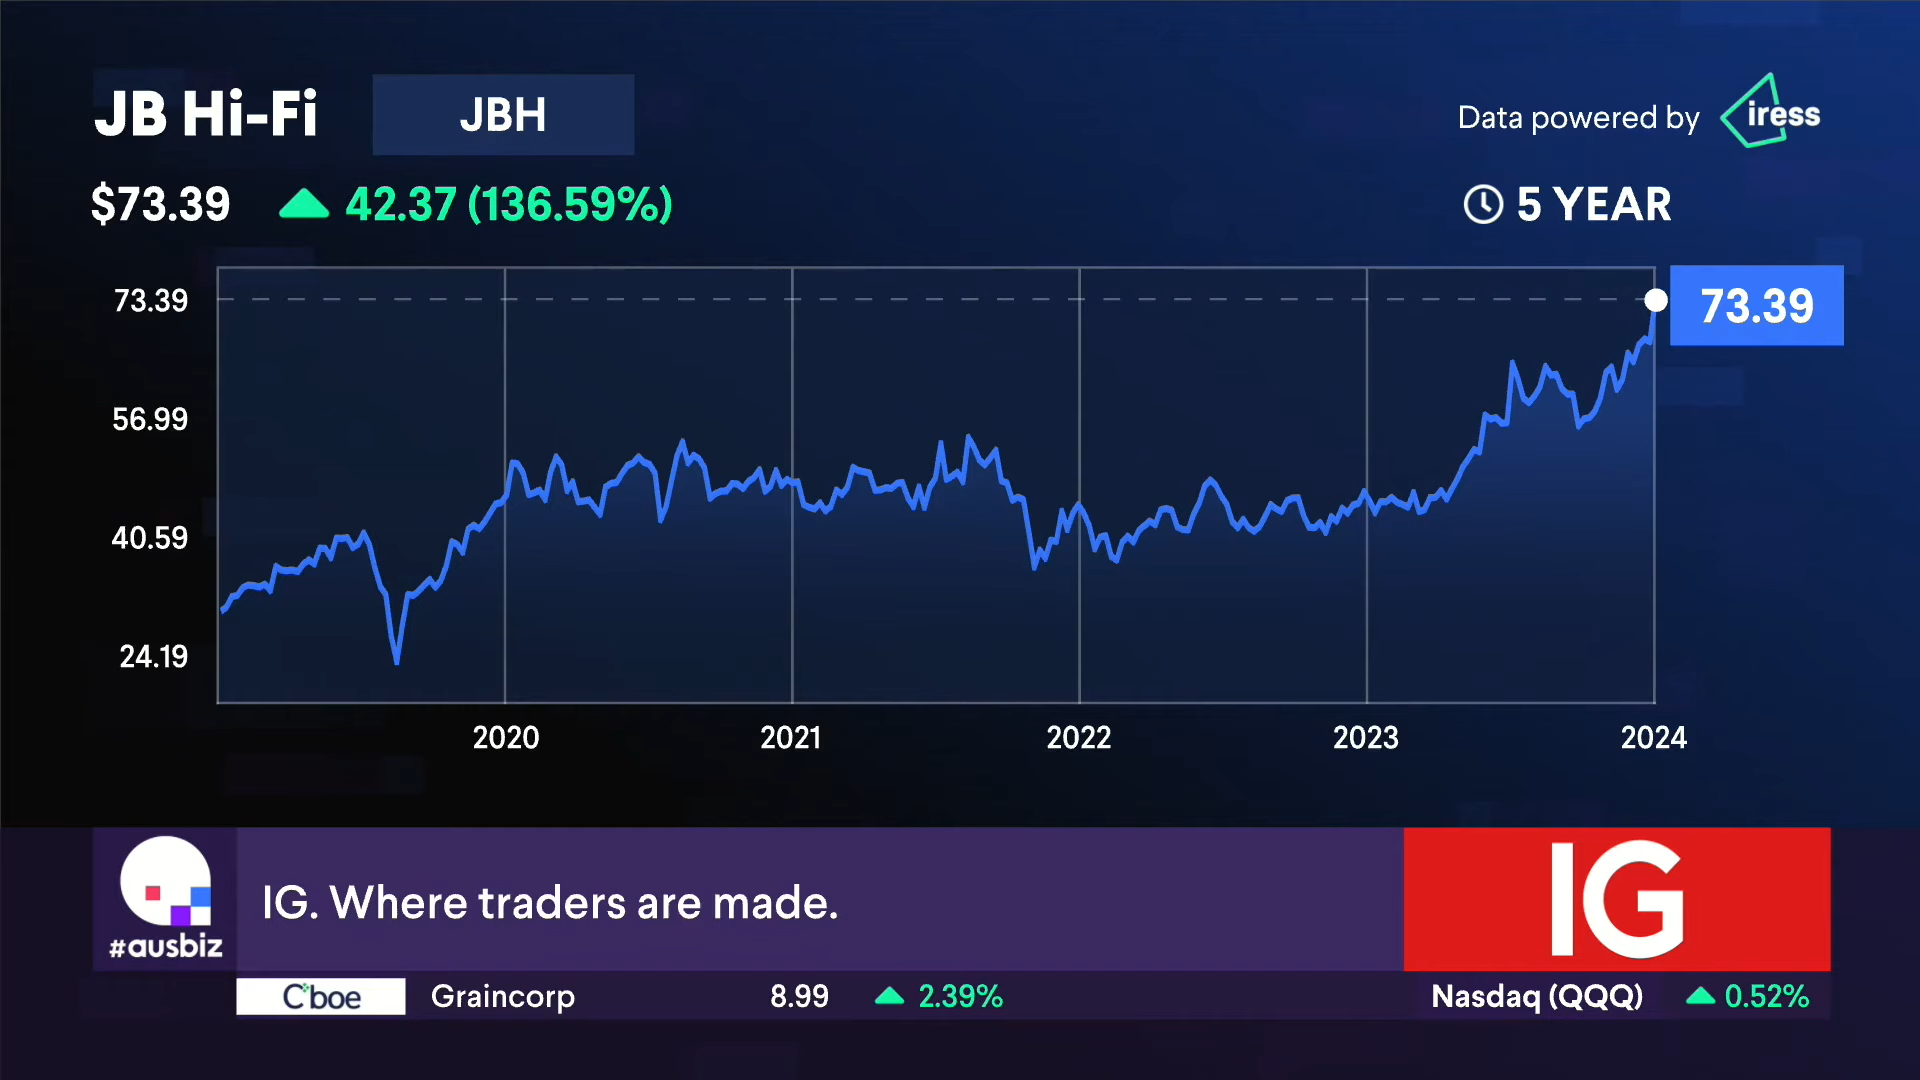 JB Hi-Fi
JBH
Data powered by iress
$73.39
42.37 (136.59%)
5 YEAR
73.39
73.39
56.99
40.59
24.19
2020
2021
2022
2023
2024
#ausbiz
IG. Where traders are made.
IG
Cboe
Graincorp
8.99
2.39%
Nasdaq (QQQ)
0.52%